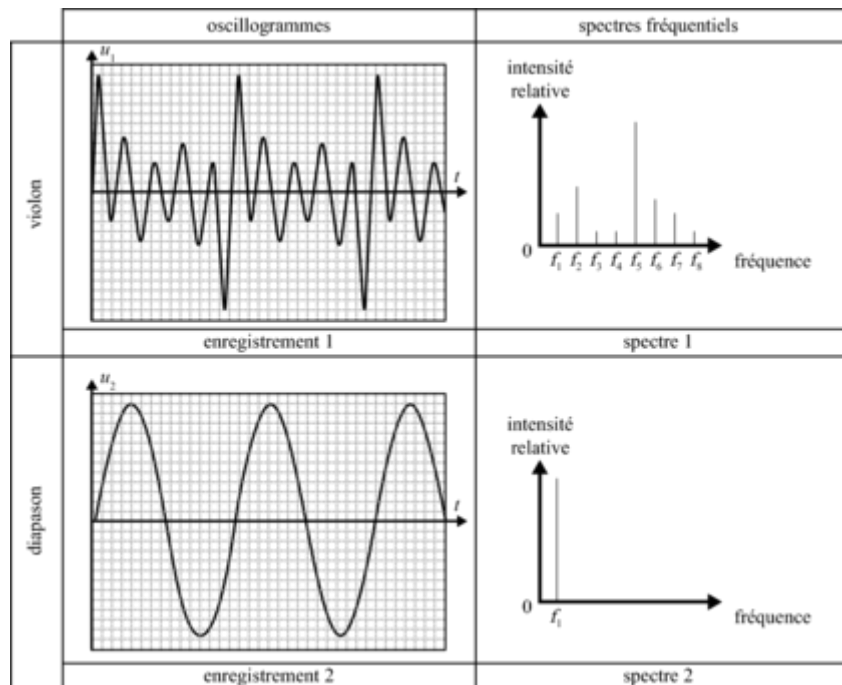 oscillogrammes
spectres fréquentiels
violon
u₁
t
intensité
relative
0
f₁ f₂ f₃ f₄ f₅ f₆ f₇ f₈
fréquence
enregistrement 1
spectre 1
diapason
u₂
t
intensité
relative
0
f₁
fréquence
enregistrement 2
spectre 2